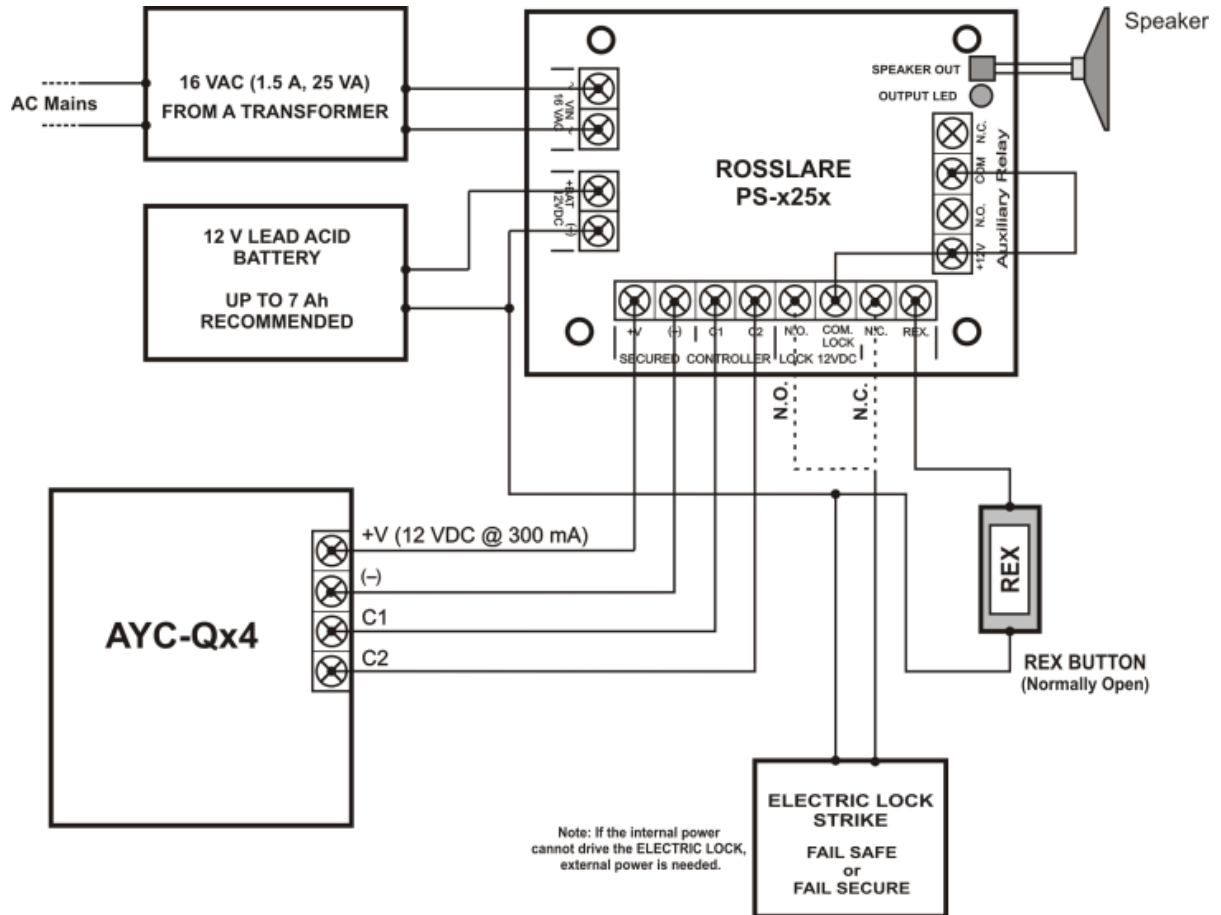 Speaker
AC Mains
16 VAC (1.5 A, 25 VA)
FROM A TRANSFORMER
~ VIN ~
16 VAC
SPEAKER OUT
OUTPUT LED
ROSSLARE
PS-x25x
N.C.
COM
N.O.
+12V
Auxiliary Relay
12 V LEAD ACID
BATTERY
UP TO 7 Ah
RECOMMENDED
+BAT (-)
12VDC
+V (-) C1 C2 N.O. COM. LOCK N.C. REX.
SECURED CONTROLLER LOCK 12VDC
N.O.
N.C.
AYC-Qx4
+V (12 VDC @ 300 mA)
(–)
C1
C2
REX
REX BUTTON
(Normally Open)
Note: If the internal power
cannot drive the ELECTRIC LOCK,
external power is needed.
ELECTRIC LOCK
STRIKE
FAIL SAFE
or
FAIL SECURE